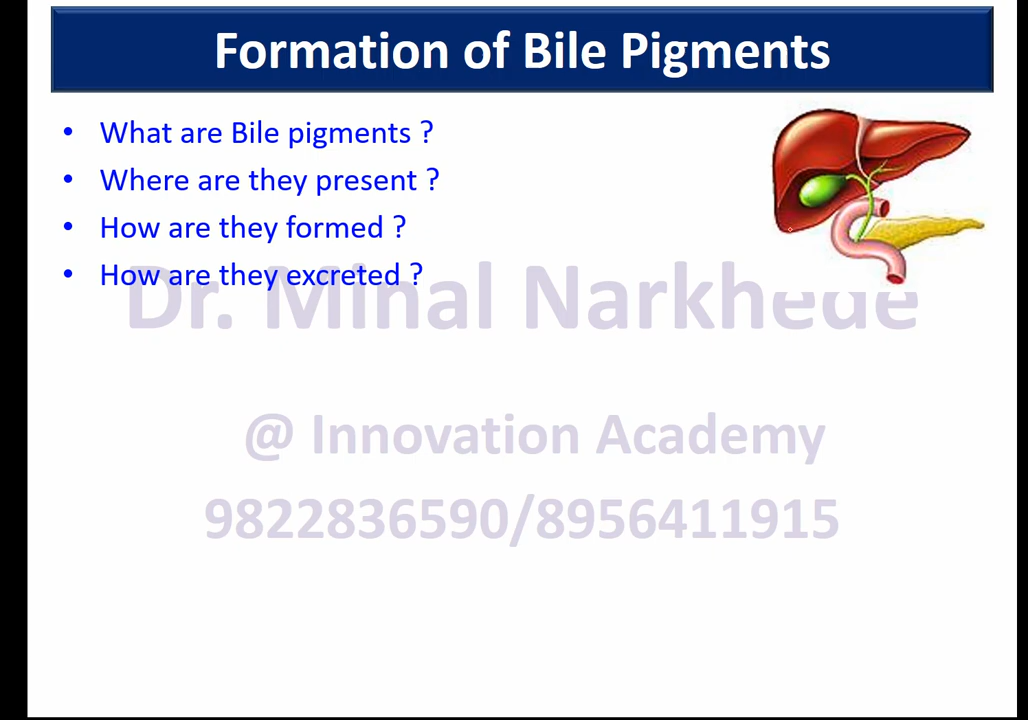 Formation of Bile Pigments
• What are Bile pigments ?
• Where are they present ?
• How are they formed ?
• How are they excreted ?
Dr. Minal Narkhede
@ Innovation Academy
9822836590/8956411915